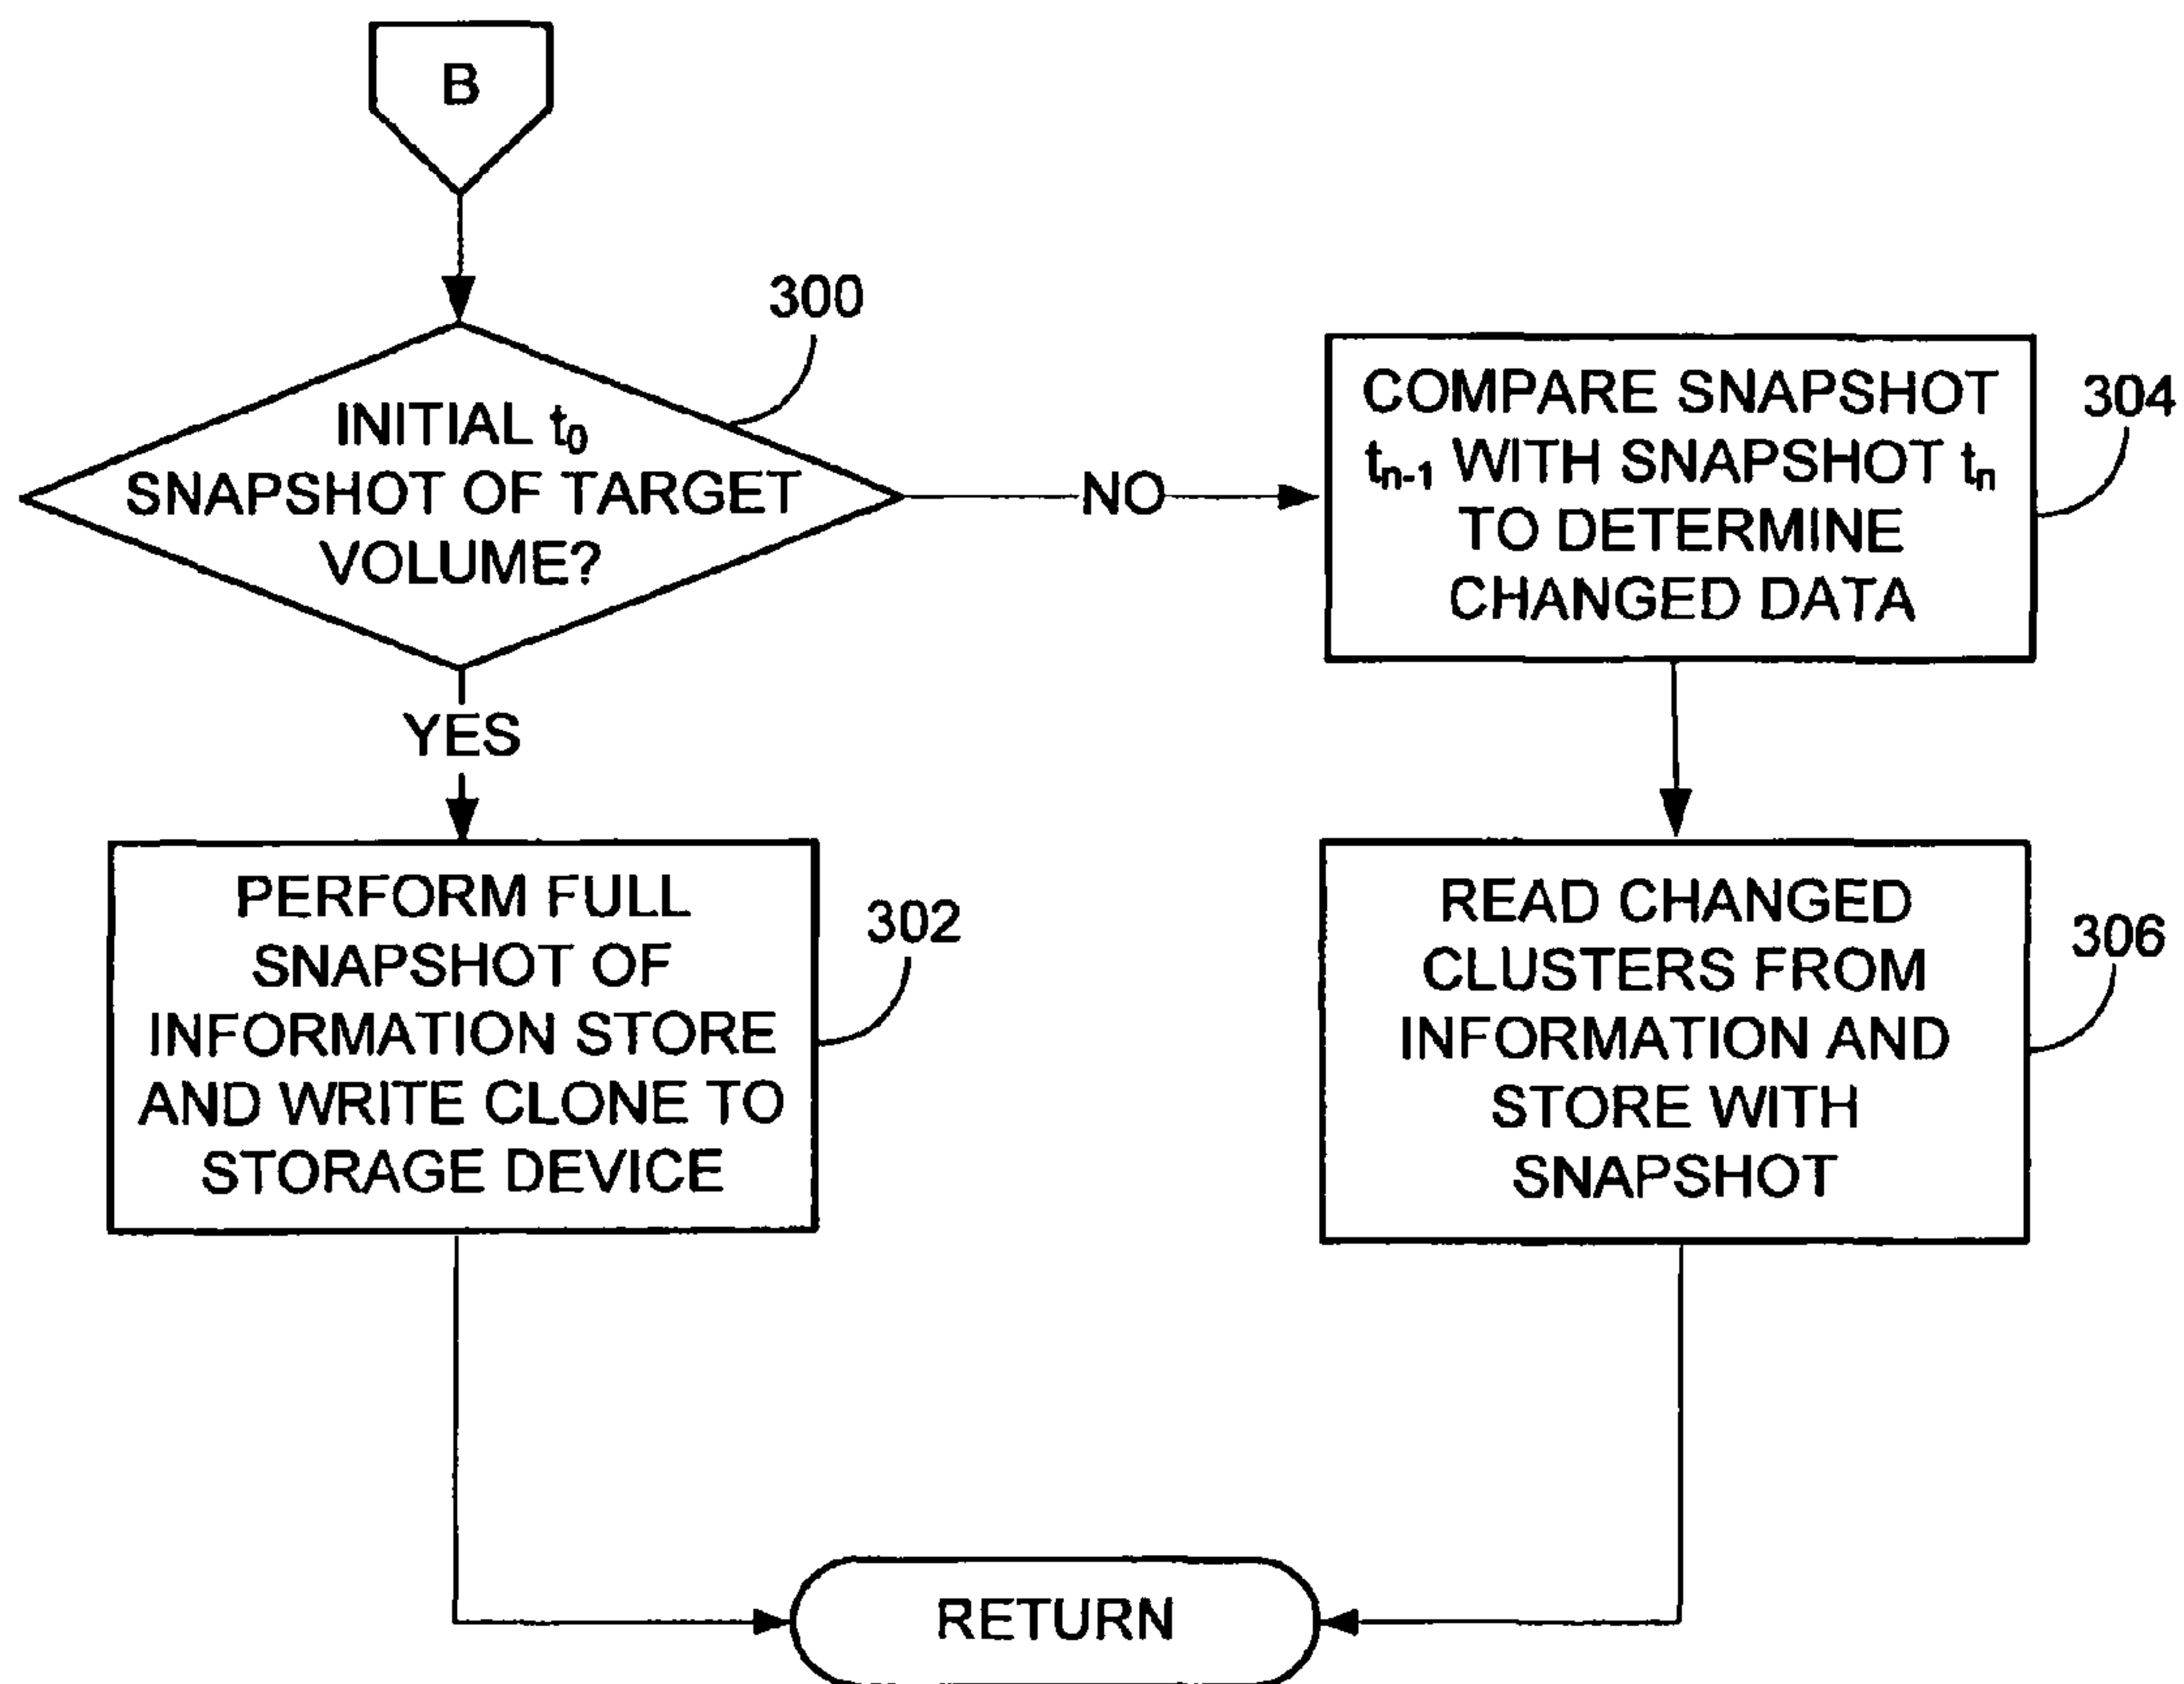 B
300
INITIAL t₀
SNAPSHOT OF TARGET
VOLUME?
NO
COMPARE SNAPSHOT
tₙ₋₁ WITH SNAPSHOT tₙ
TO DETERMINE
CHANGED DATA
304
YES
PERFORM FULL
SNAPSHOT OF
INFORMATION STORE
AND WRITE CLONE TO
STORAGE DEVICE
302
READ CHANGED
CLUSTERS FROM
INFORMATION AND
STORE WITH
SNAPSHOT
306
RETURN